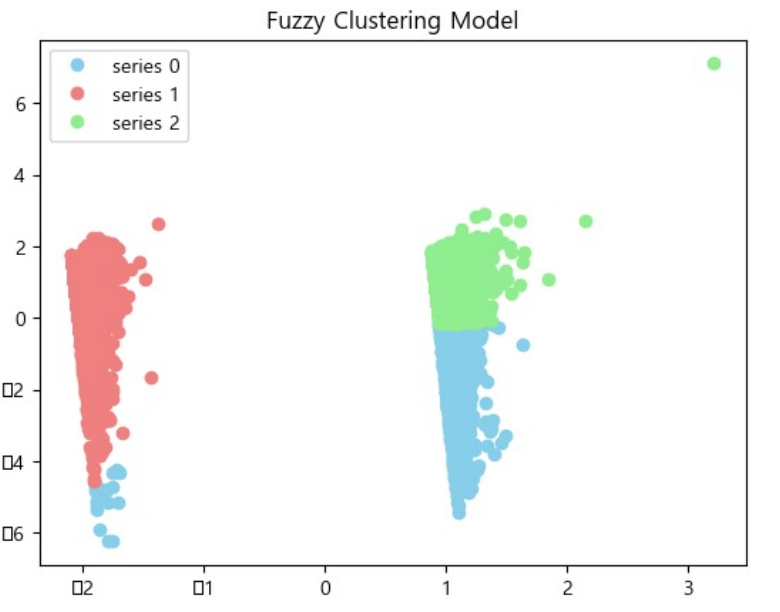 Fuzzy Clustering Model
series 0
series 1
series 2
6
4
2
0
▯2
▯4
▯6
▯2 ▯1 0 1 2 3